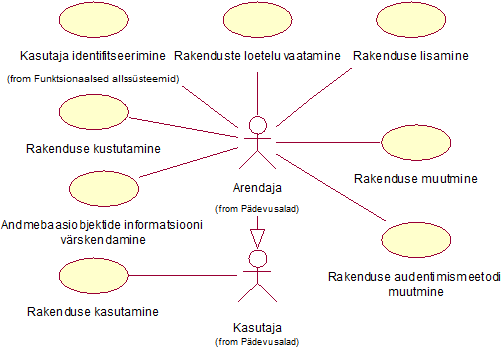 Kasutaja identifitseerimine
(from Funktsionaalsed allssüsteemid)
Rakenduste loetelu vaatamine
Rakenduse lisamine
Rakenduse kustutamine
Arendaja
(from Pädevusalad)
Rakenduse muutmine
Andmebaasiobjektide informatsiooni
värskendamine
Rakenduse audentimismeetodi
muutmine
Rakenduse kasutamine
Kasutaja
(from Pädevusalad)